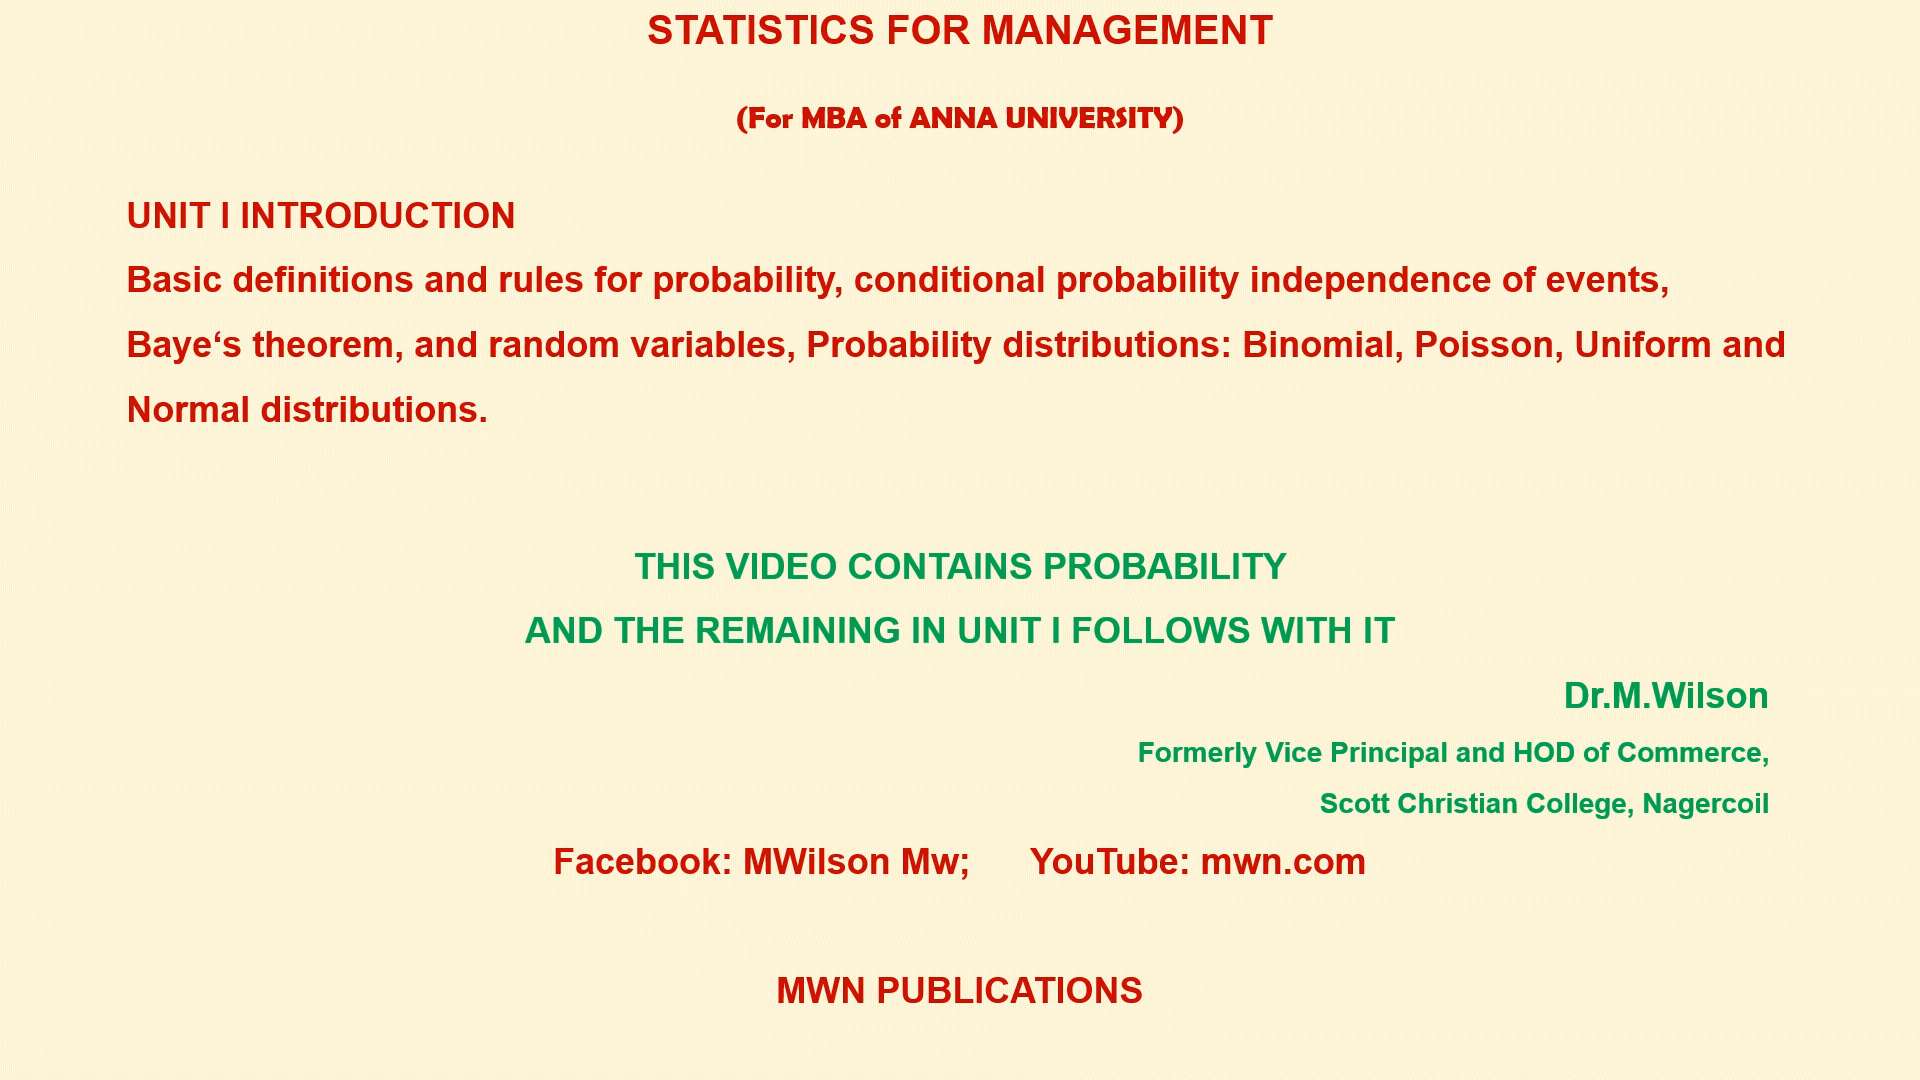 STATISTICS FOR MANAGEMENT
(For MBA of ANNA UNIVERSITY)
UNIT I INTRODUCTION
Basic definitions and rules for probability, conditional probability independence of events,
Baye‘s theorem, and random variables, Probability distributions: Binomial, Poisson, Uniform and
Normal distributions.
THIS VIDEO CONTAINS PROBABILITY
AND THE REMAINING IN UNIT I FOLLOWS WITH IT
Dr.M.Wilson
Formerly Vice Principal and HOD of Commerce,
Scott Christian College, Nagercoil
Facebook: MWilson Mw; YouTube: mwn.com
MWN PUBLICATIONS